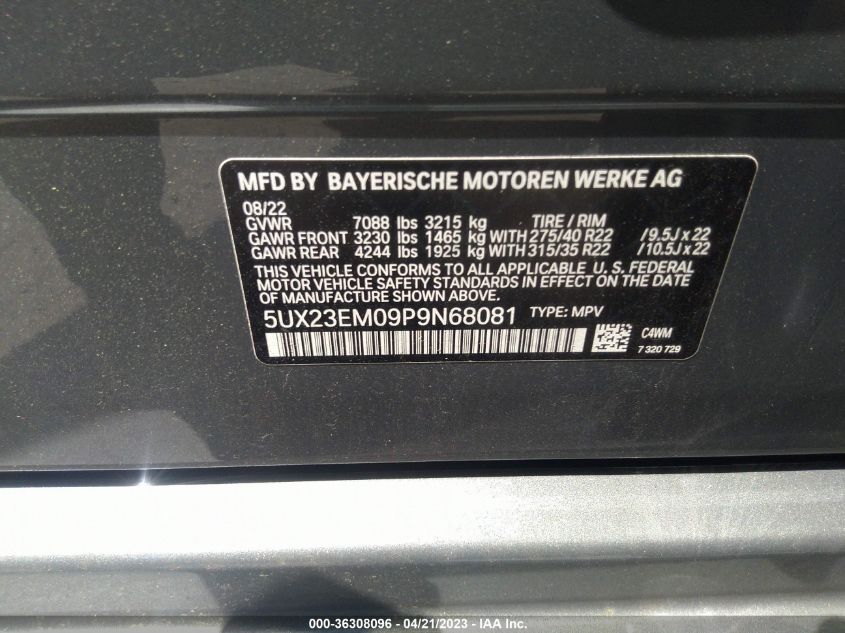 MFD BY BAYERISCHE MOTOREN WERKE AG
08/22
GVWR 7088 lbs 3215 kg TIRE / RIM
GAWR FRONT 3230 lbs 1465 kg WITH 275/40 R22 /9.5J x 22
GAWR REAR 4244 lbs 1925 kg WITH 315/35 R22 /10.5J x 22
THIS VEHICLE CONFORMS TO ALL APPLICABLE U. S. FEDERAL
MOTOR VEHICLE SAFETY STANDARDS IN EFFECT ON THE DATE
OF MANUFACTURE SHOWN ABOVE.
5UX23EM09P9N68081 TYPE: MPV
C4WM
7 320 729
000-36308096 - 04/21/2023 - IAA Inc.